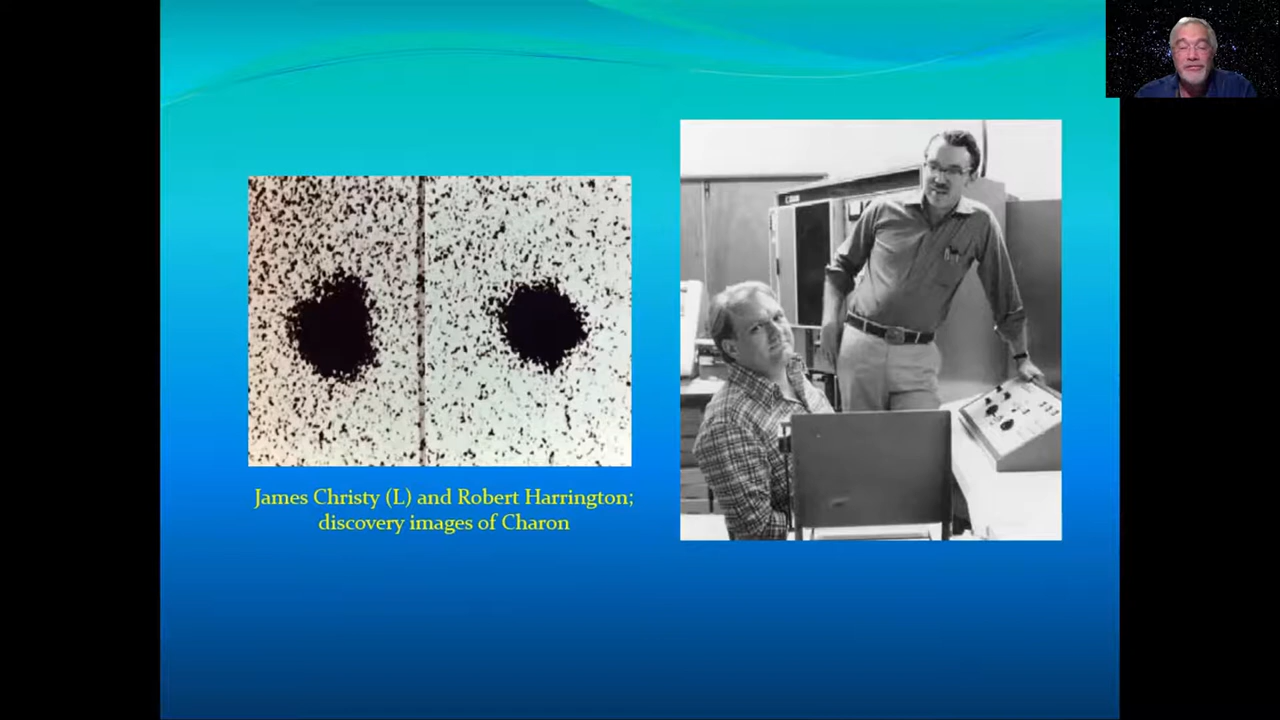 James Christy (L) and Robert Harrington;
discovery images of Charon